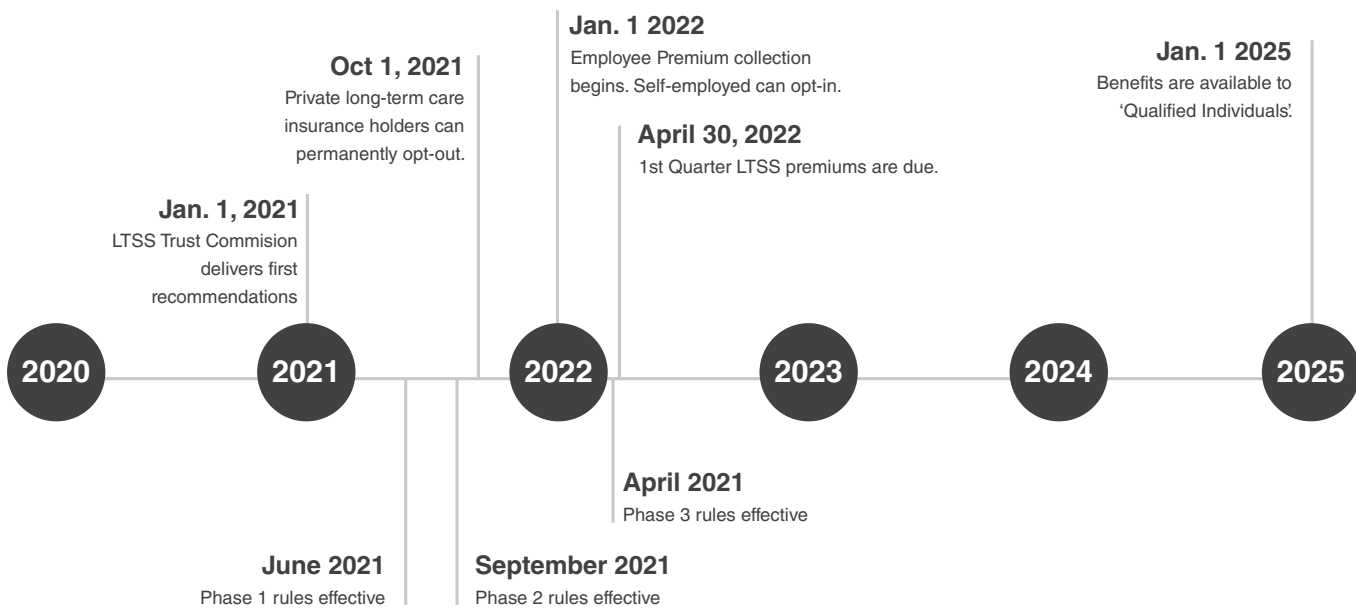 Jan. 1 2022
Employee Premium collection
begins. Self-employed can opt-in.
Oct 1, 2021
Private long-term care
insurance holders can
permanently opt-out.
Jan. 1 2025
Benefits are available to
‘Qualified Individuals’.
April 30, 2022
1st Quarter LTSS premiums are due.
Jan. 1, 2021
LTSS Trust Commision
delivers first
recommendations
2020
2021
2022
2023
2024
2025
April 2021
Phase 3 rules effective
June 2021
Phase 1 rules effective
September 2021
Phase 2 rules effective